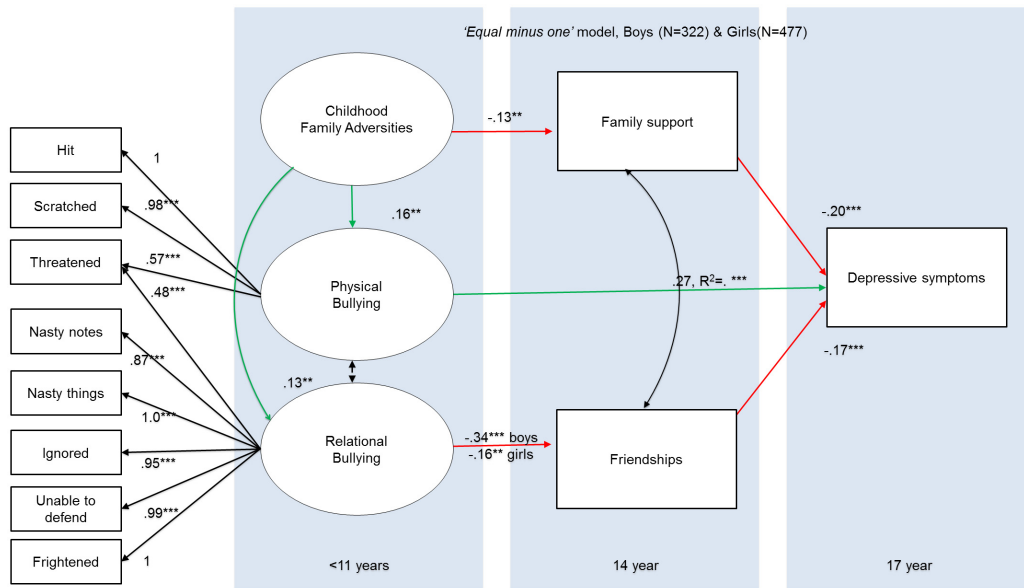 'Equal minus one' model, Boys (N=322) & Girls(N=477)
Childhood
Family Adversities
-.13**
Family support
Hit
1
Scratched
.98***
.16**
-.20***
Threatened
.57***
.48***
Physical
Bullying
.27, R²=. ***
Depressive symptoms
Nasty notes
.87***
-.17***
Nasty things
.13**
1.0***
Relational
Bullying
-.34*** boys
-.16** girls
Friendships
Ignored
.95***
Unable to
defend
.99***
Frightened
1
<11 years
14 year
17 year